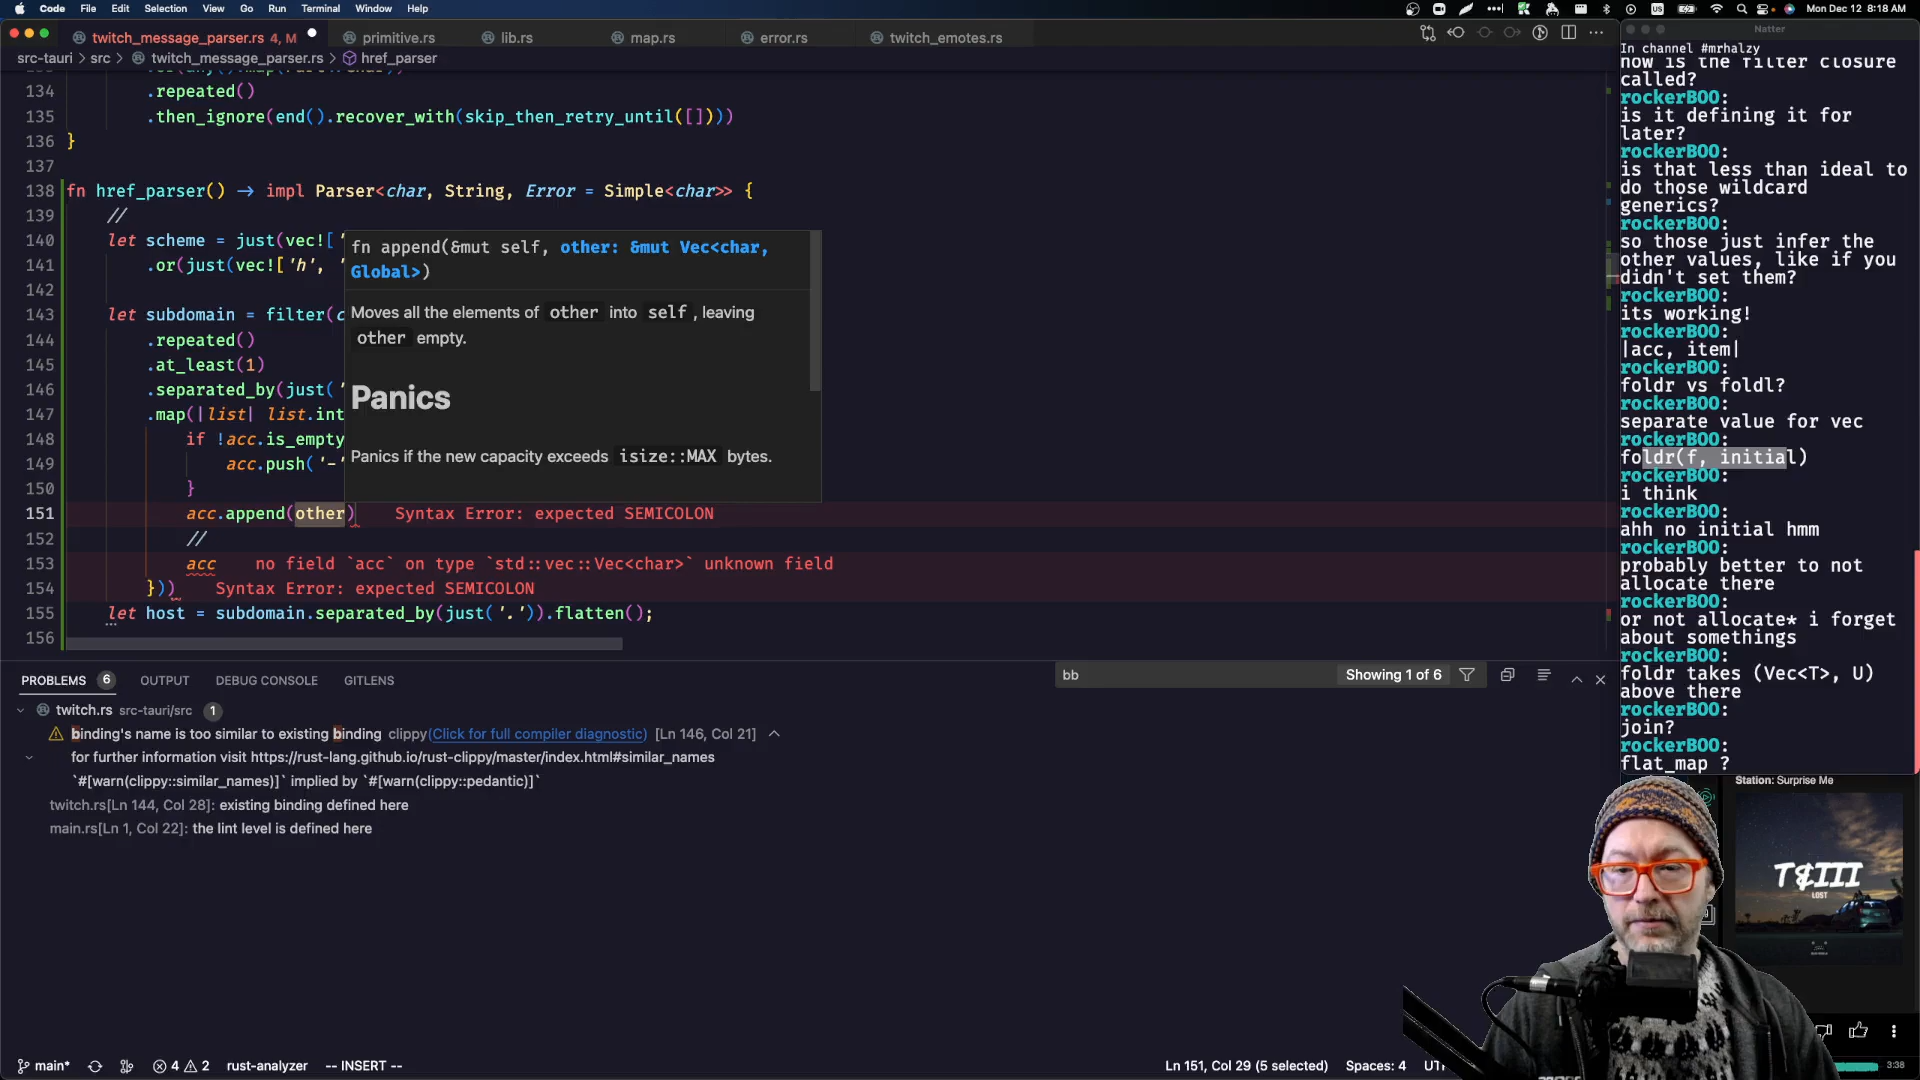 Code File Edit Selection View Go Run Terminal Window Help
US Mon Dec 12 8:18 AM
twitch_message_parser.rs 4, M
primitive.rs
lib.rs
map.rs
error.rs
twitch_emotes.rs
src-tauri > src > twitch_message_parser.rs > href_parser
134 .repeated()
135 .then_ignore(end().recover_with(skip_then_retry_until([])))
136 }
137
138 fn href_parser() → impl Parser<char, String, Error = Simple<char>> {
139 //
140 let scheme = just(vec!['
141 .or(just(vec!['h', '
142
143 let subdomain = filter(c
144 .repeated()
145 .at_least(1)
146 .separated_by(just('
147 .map(|list| list.int
148 if !acc.is_empty
149 acc.push('-'
150 }
151 acc.append(other) Syntax Error: expected SEMICOLON
152 //
153 acc no field `acc` on type `std::vec::Vec<char>` unknown field
154 })) Syntax Error: expected SEMICOLON
155 let host = subdomain.separated_by(just('.')).flatten();
156
fn append(&mut self, other: &mut Vec<char,
Global>)
Moves all the elements of other into self, leaving
other empty.
Panics
Panics if the new capacity exceeds isize::MAX bytes.
PROBLEMS 6 OUTPUT DEBUG CONSOLE GITLENS
bb
Showing 1 of 6
twitch.rs src-tauri/src 1
binding's name is too similar to existing binding clippy(Click for full compiler diagnostic) [Ln 146, Col 21]
for further information visit https://rust-lang.github.io/rust-clippy/master/index.html#similar_names
`#[warn(clippy::similar_names)]` implied by `#[warn(clippy::pedantic)]`
twitch.rs[Ln 144, Col 28]: existing binding defined here
main.rs[Ln 1, Col 22]: the lint level is defined here
main* 4 2 rust-analyzer -- INSERT --
Ln 151, Col 29 (5 selected) Spaces: 4
Natter
In channel #mrhalzy
how is the filter closure
called?
rockerBOO:
is it defining it for
later?
rockerBOO:
is that less than ideal to
do those wildcard
generics?
rockerBOO:
so those just infer the
other values, like if you
didn't set them?
rockerBOO:
its working!
rockerBOO:
|acc, item|
rockerBOO:
foldr vs foldl?
rockerBOO:
separate value for vec
rockerBOO:
foldr(f, initial)
rockerBOO:
i think
rockerBOO:
ahh no initial hmm
rockerBOO:
probably better to not
allocate there
rockerBOO:
or not allocate* i forget
about somethings
rockerBOO:
foldr takes (Vec<T>, U)
above there
rockerBOO:
join?
rockerBOO:
flat_map ?
Station: Surprise Me
LOST
3:38